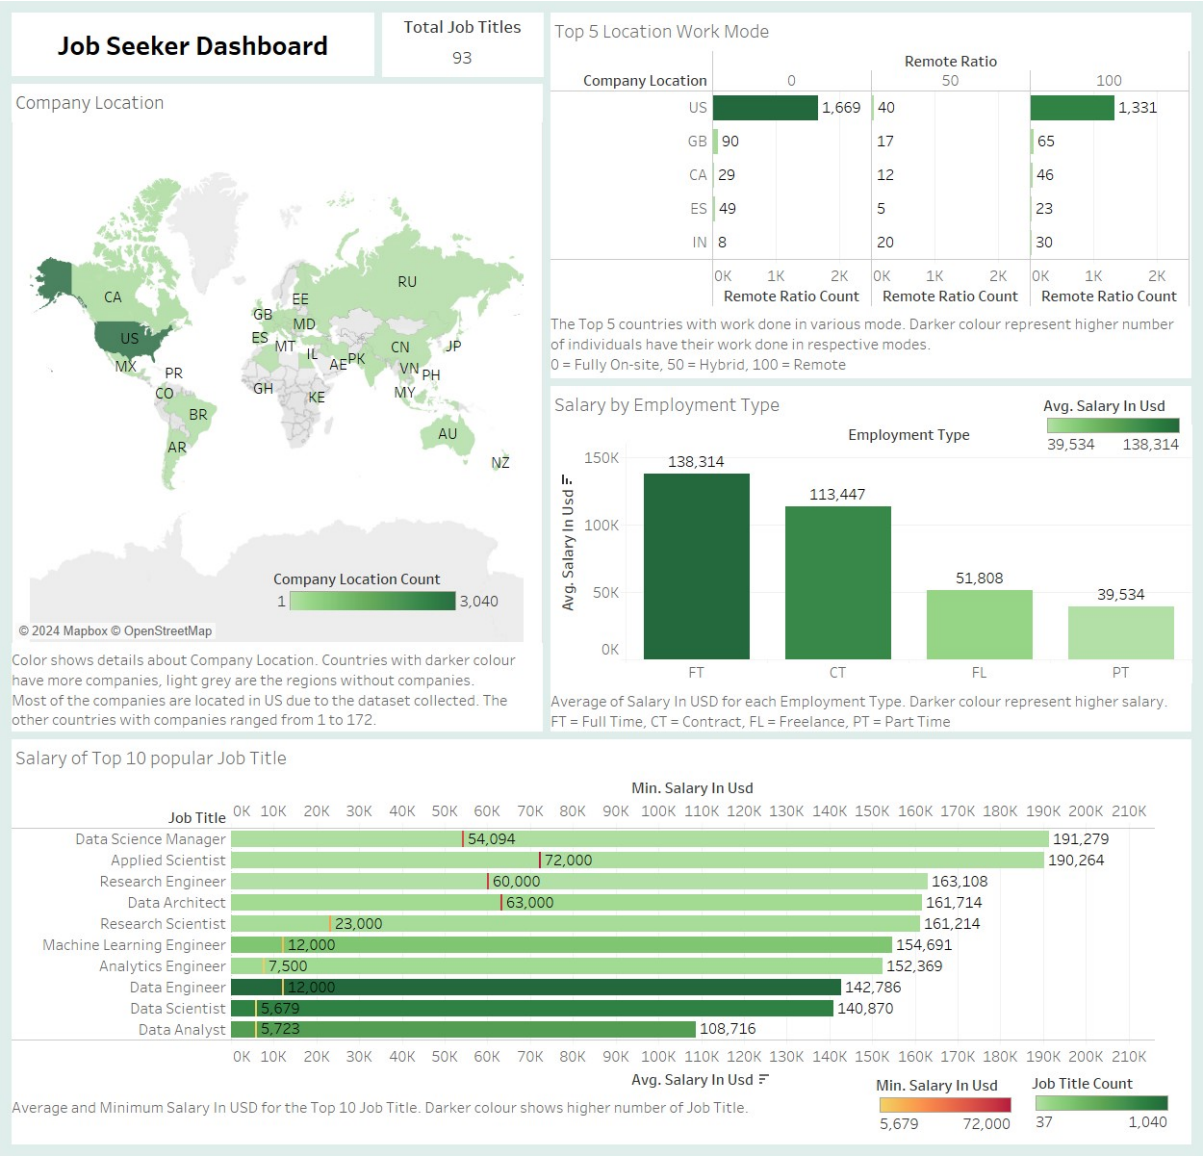 Job Seeker Dashboard
Total Job Titles
93
Company Location
CA
US
MX
PR
CO
BR
AR
RU
EE
GB
MD
ES
MT
IL
AE
PK
CN
JP
VN
PH
GH
KE
MY
AU
NZ
Company Location Count
1 3,040
© 2024 Mapbox © OpenStreetMap
Color shows details about Company Location. Countries with darker colour
have more companies, light grey are the regions without companies.
Most of the companies are located in US due to the dataset collected. The
other countries with companies ranged from 1 to 172.
Top 5 Location Work Mode
Remote Ratio
Company Location 0 50 100
US 1,669 40 1,331
GB 90 17 65
CA 29 12 46
ES 49 5 23
IN 8 20 30
0K 1K 2K 0K 1K 2K 0K 1K 2K
Remote Ratio Count Remote Ratio Count Remote Ratio Count
The Top 5 countries with work done in various mode. Darker colour represent higher number
of individuals have their work done in respective modes.
0 = Fully On-site, 50 = Hybrid, 100 = Remote
Salary by Employment Type
Avg. Salary In Usd
39,534 138,314
Employment Type
Avg. Salary In Usd
150K
100K
50K
0K
138,314
113,447
51,808
39,534
FT CT FL PT
Average of Salary In USD for each Employment Type. Darker colour represent higher salary.
FT = Full Time, CT = Contract, FL = Freelance, PT = Part Time
Salary of Top 10 popular Job Title
Min. Salary In Usd
Job Title 0K 10K 20K 30K 40K 50K 60K 70K 80K 90K 100K 110K 120K 130K 140K 150K 160K 170K 180K 190K 200K 210K
Data Science Manager 54,094 191,279
Applied Scientist 72,000 190,264
Research Engineer 60,000 163,108
Data Architect 63,000 161,714
Research Scientist 23,000 161,214
Machine Learning Engineer 12,000 154,691
Analytics Engineer 7,500 152,369
Data Engineer 12,000 142,786
Data Scientist 5,679 140,870
Data Analyst 5,723 108,716
0K 10K 20K 30K 40K 50K 60K 70K 80K 90K 100K 110K 120K 130K 140K 150K 160K 170K 180K 190K 200K 210K
Avg. Salary In Usd
Average and Minimum Salary In USD for the Top 10 Job Title. Darker colour shows higher number of Job Title.
Min. Salary In Usd
5,679 72,000
Job Title Count
37 1,040